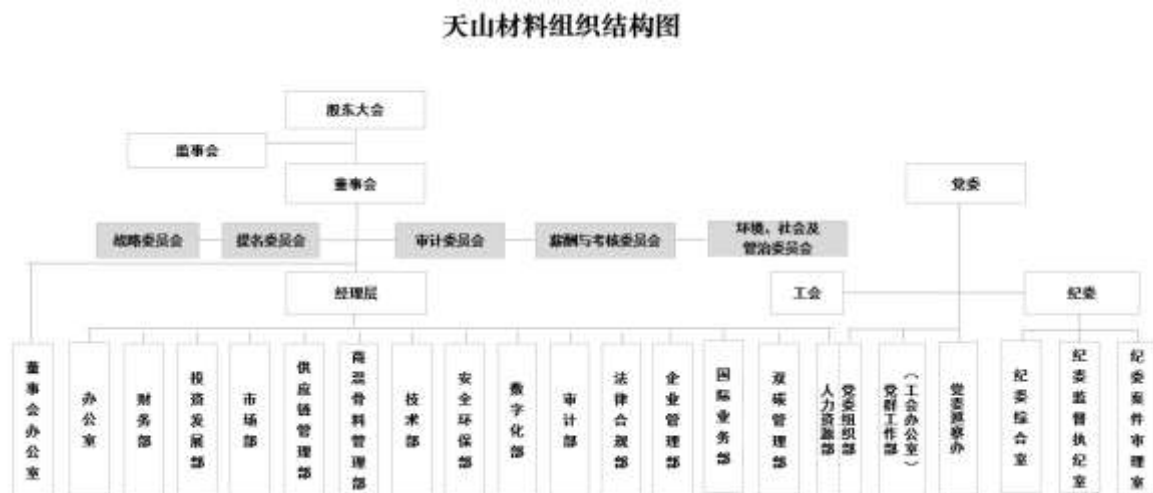 天山材料组织结构图
股东大会
监事会
董事会
党委
战略委员会
提名委员会
审计委员会
薪酬与考核委员会
环境、社会及
管治委员会
经理层
工会
纪委
董事会办公室
办公室
财务部
投资发展部
市场部
供应链管理部
商混骨料管理部
技术部
安全环保部
数字化部
审计部
法律合规部
企业管理部
国际业务部
双碳管理部
人力资源部
党委组织部
党群工作部
(工会办公室)
党委巡察办
纪委综合室
纪委监督执纪室
纪委案件审理室